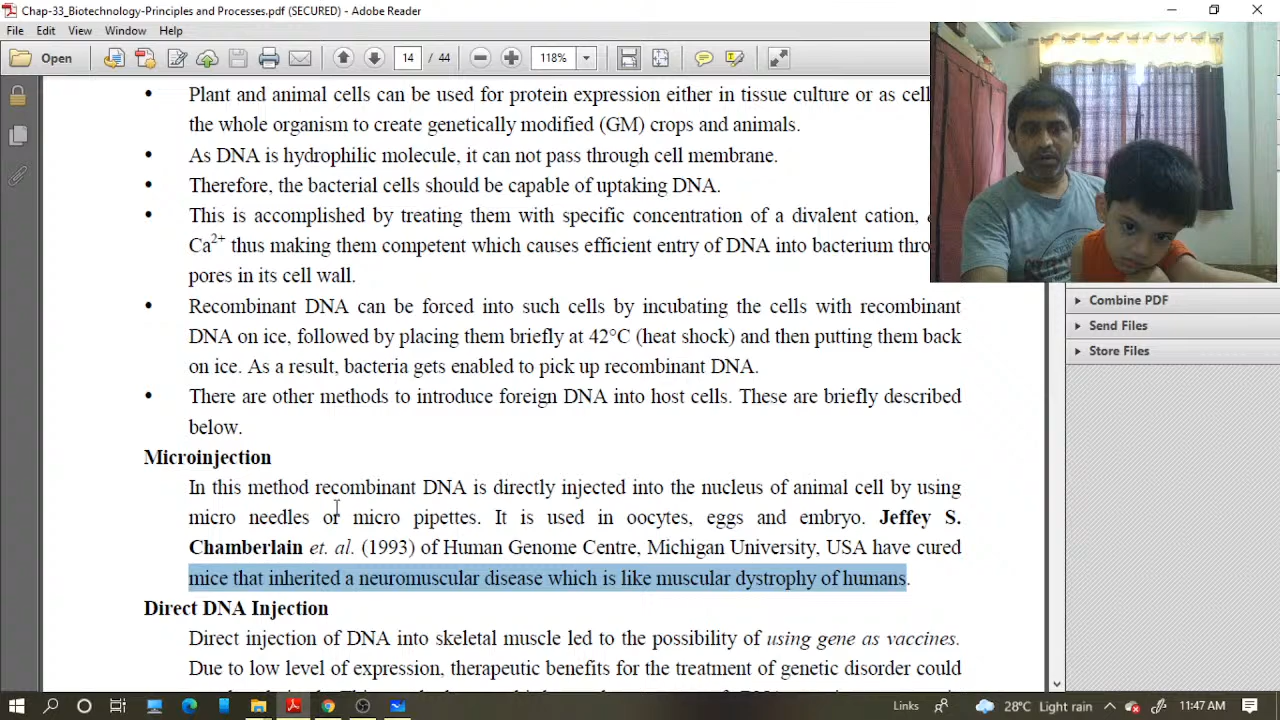 Chap-33_Biotechnology-Principles and Processes.pdf (SECURED) - Adobe Reader
File Edit View Window Help
Open 14 / 44 118%
• Plant and animal cells can be used for protein expression either in tissue culture or as cell
the whole organism to create genetically modified (GM) crops and animals.
• As DNA is hydrophilic molecule, it can not pass through cell membrane.
• Therefore, the bacterial cells should be capable of uptaking DNA.
• This is accomplished by treating them with specific concentration of a divalent cation,
Ca²⁺ thus making them competent which causes efficient entry of DNA into bacterium
pores in its cell wall.
• Recombinant DNA can be forced into such cells by incubating the cells with recombinant
DNA on ice, followed by placing them briefly at 42°C (heat shock) and then putting them back
on ice. As a result, bacteria gets enabled to pick up recombinant DNA.
• There are other methods to introduce foreign DNA into host cells. These are briefly described
below.
Microinjection
In this method recombinant DNA is directly injected into the nucleus of animal cell by using
micro needles or micro pipettes. It is used in oocytes, eggs and embryo. Jeffey S.
Chamberlain et. al. (1993) of Human Genome Centre, Michigan University, USA have cured
mice that inherited a neuromuscular disease which is like muscular dystrophy of humans.
Direct DNA Injection
Direct injection of DNA into skeletal muscle led to the possibility of using gene as vaccines.
Due to low level of expression, therapeutic benefits for the treatment of genetic disorder could
Combine PDF
Send Files
Store Files
Links 28°C Light rain 11:47 AM